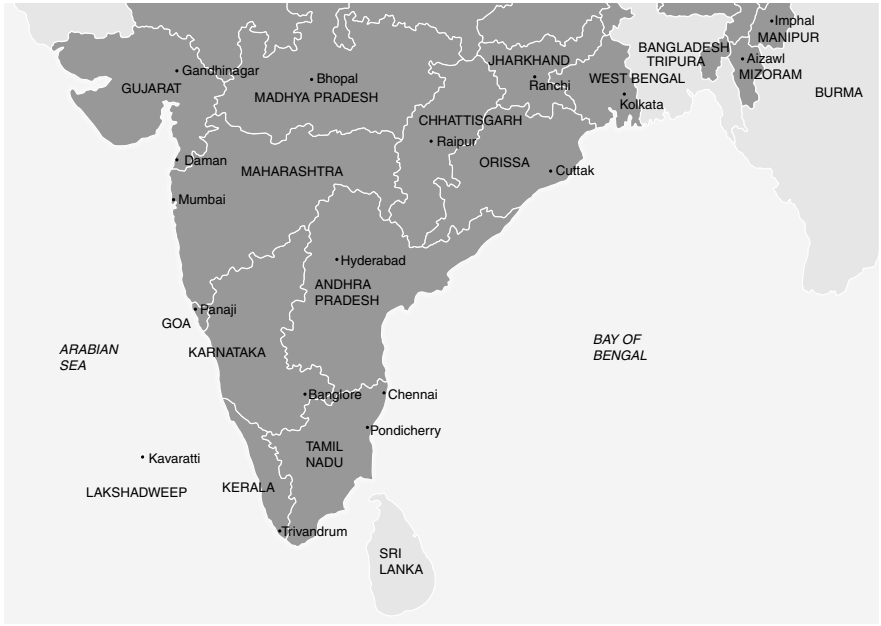 Imphal
MANIPUR
BANGLADESH
TRIPURA
Aizawl
MIZORAM
BURMA
JHARKHAND
Ranchi
WEST BENGAL
Kolkata
Gandhinagar
GUJARAT
Bhopal
MADHYA PRADESH
CHHATTISGARH
Raipur
ORISSA
Cuttak
Daman
MAHARASHTRA
Mumbai
Hyderabad
ANDHRA
PRADESH
Panaji
GOA
KARNATAKA
ARABIAN
SEA
BAY OF
BENGAL
Banglore
Chennai
Pondicherry
TAMIL
NADU
Kavaratti
LAKSHADWEEP
KERALA
Trivandrum
SRI
LANKA